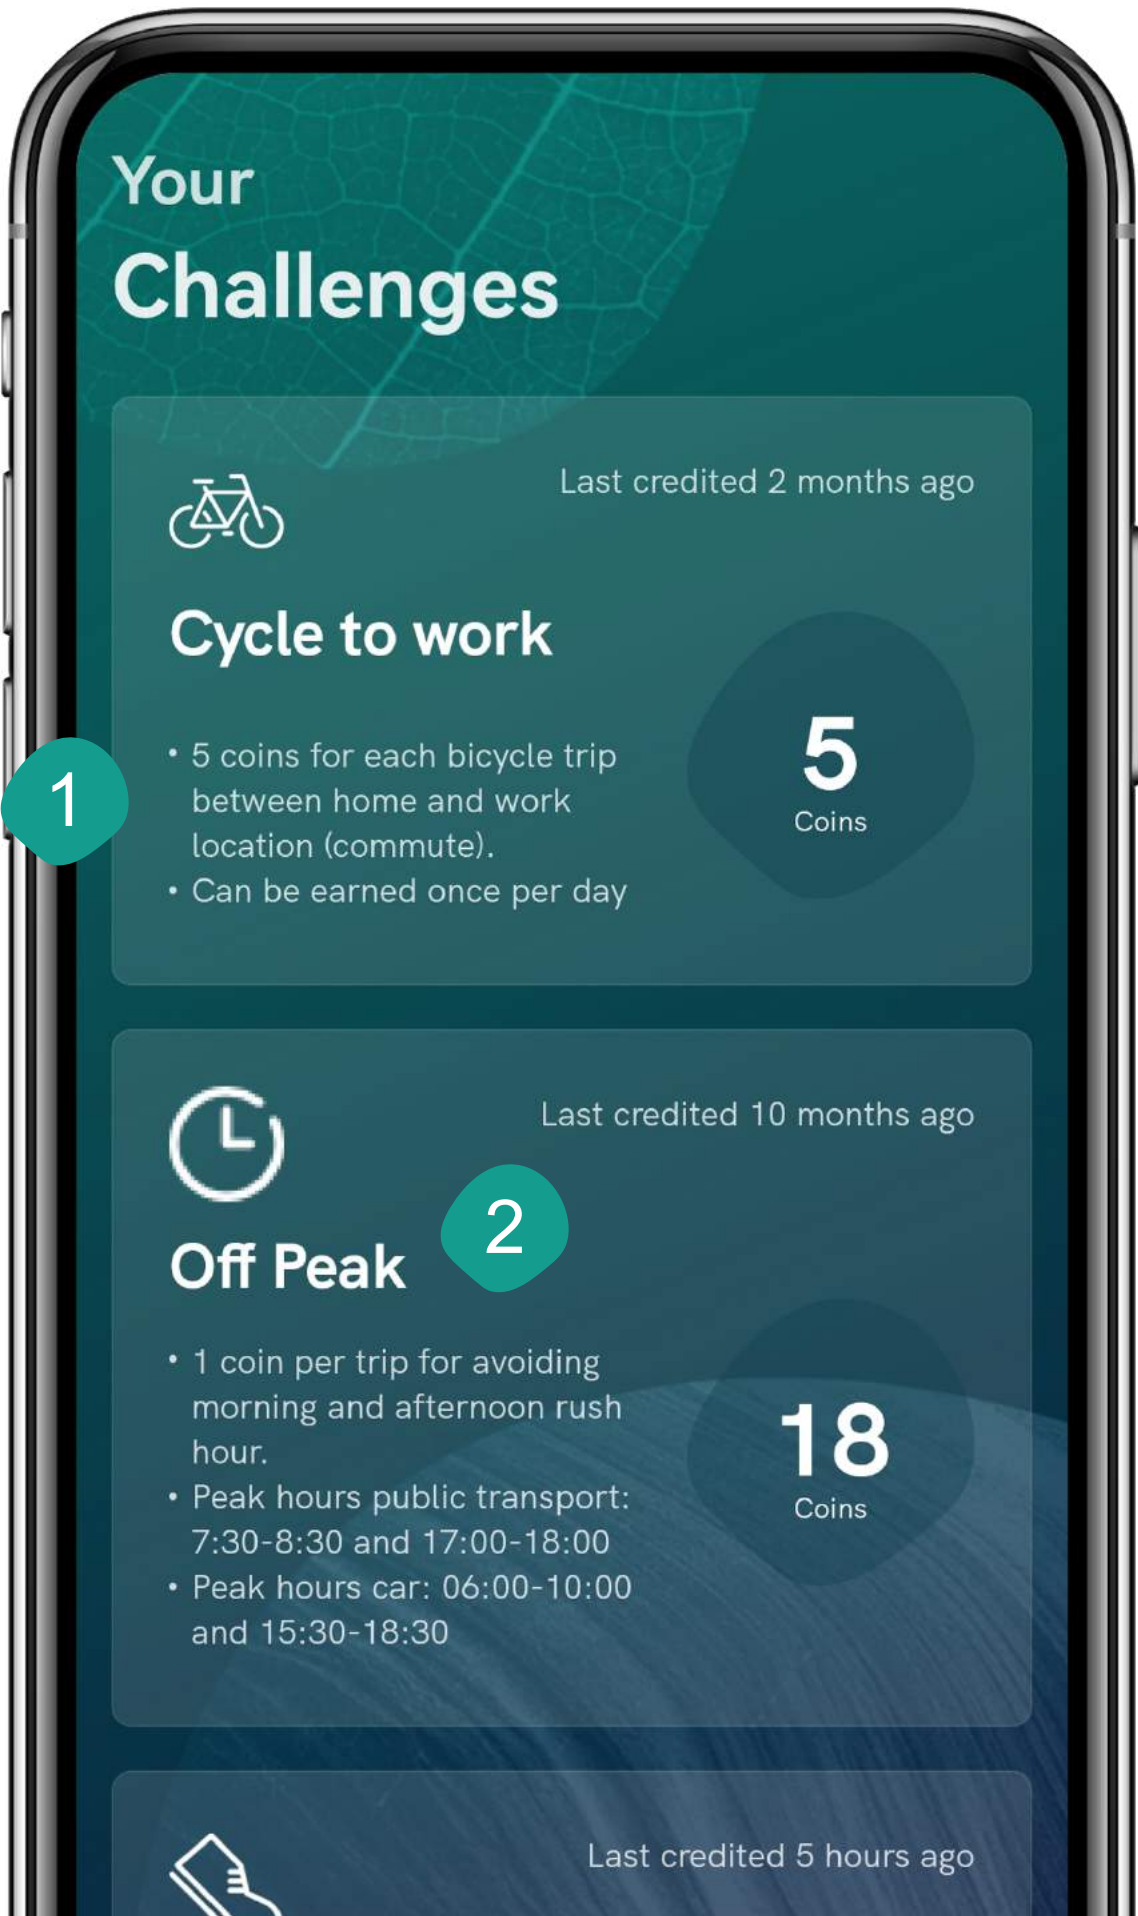 Your
Challenges
Last credited 2 months ago
Cycle to work
• 5 coins for each bicycle trip
between home and work
location (commute).
• Can be earned once per day
5
Coins
1
Last credited 10 months ago
2
Off Peak
• 1 coin per trip for avoiding
morning and afternoon rush
hour.
• Peak hours public transport:
7:30-8:30 and 17:00-18:00
• Peak hours car: 06:00-10:00
and 15:30-18:30
18
Coins
Last credited 5 hours ago